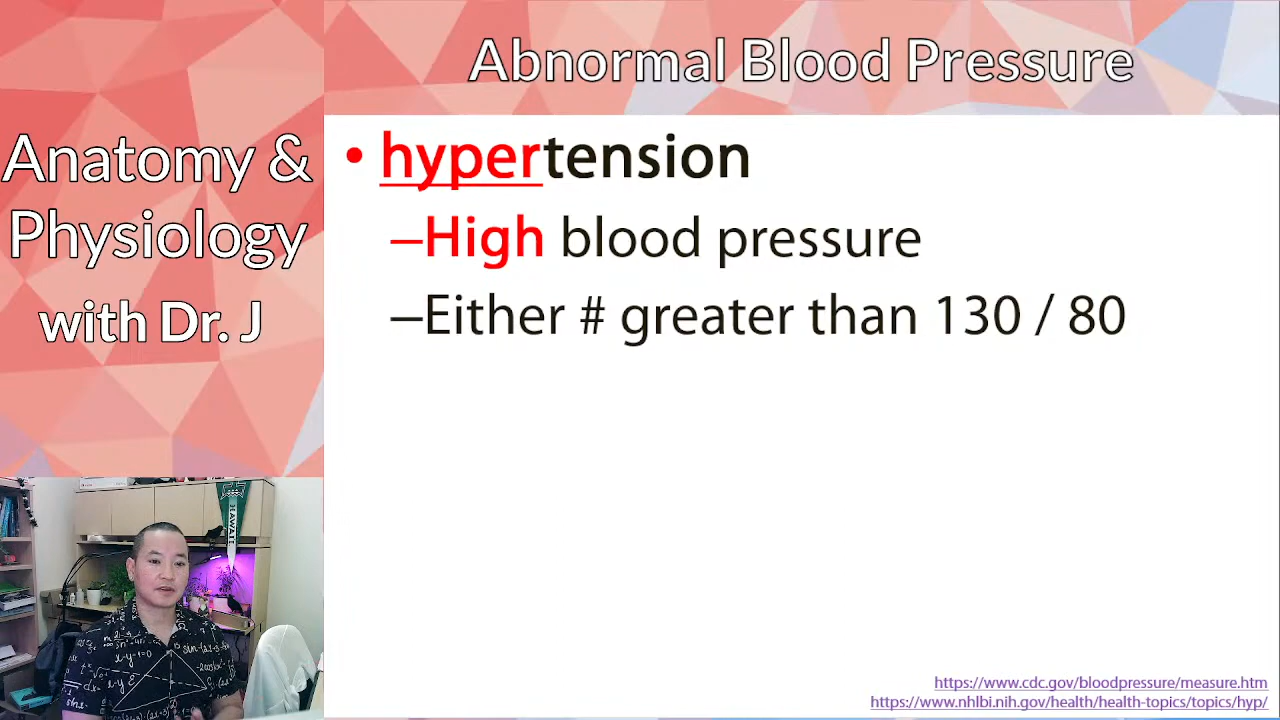 Abnormal Blood Pressure
Anatomy &
Physiology
with Dr. J
• hypertension
–High blood pressure
–Either # greater than 130 / 80
HAWAII
https://www.cdc.gov/bloodpressure/measure.htm
https://www.nhlbi.nih.gov/health/health-topics/topics/hyp/